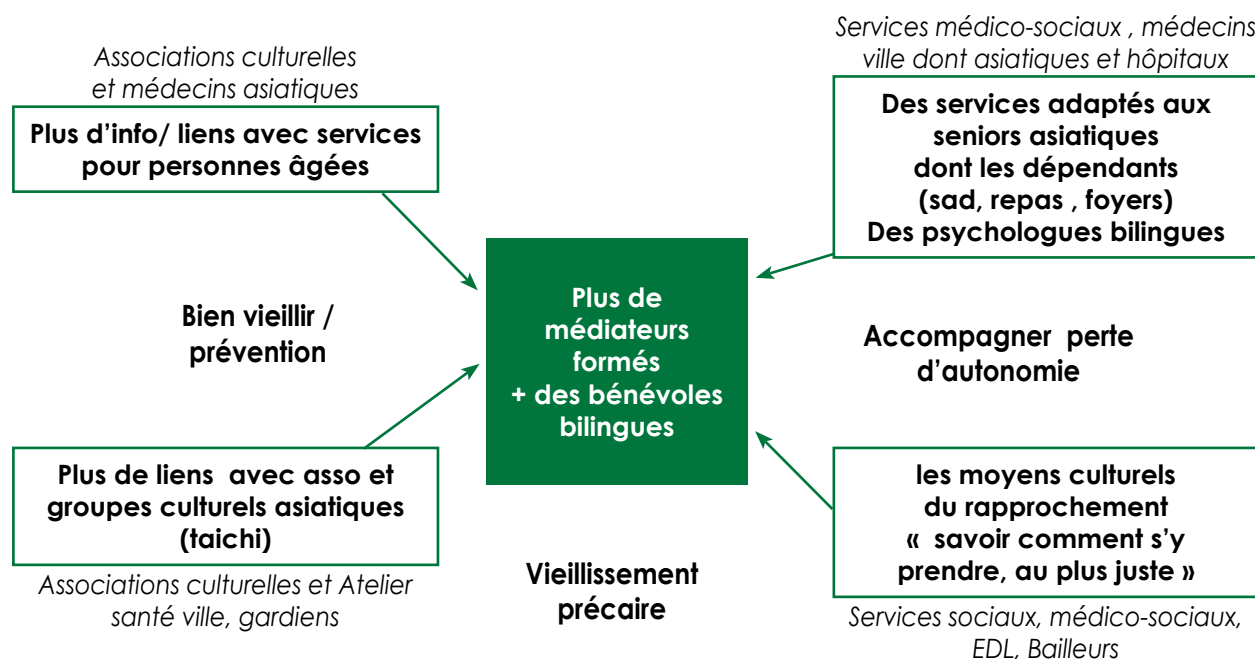 Associations culturelles
et médecins asiatiques
Plus d’info/ liens avec services
pour personnes âgées
Services médico-sociaux , médecins
ville dont asiatiques et hôpitaux
Des services adaptés aux
seniors asiatiques
dont les dépendants
(sad, repas , foyers)
Des psychologues bilingues
Bien vieillir /
prévention
Plus de
médiateurs
formés
+ des bénévoles
bilingues
Accompagner perte
d’autonomie
Plus de liens avec asso et
groupes culturels asiatiques
(taichi)
Associations culturelles et Atelier
santé ville, gardiens
Vieillissement
précaire
les moyens culturels
du rapprochement
« savoir comment s’y
prendre, au plus juste »
Services sociaux, médico-sociaux,
EDL, Bailleurs